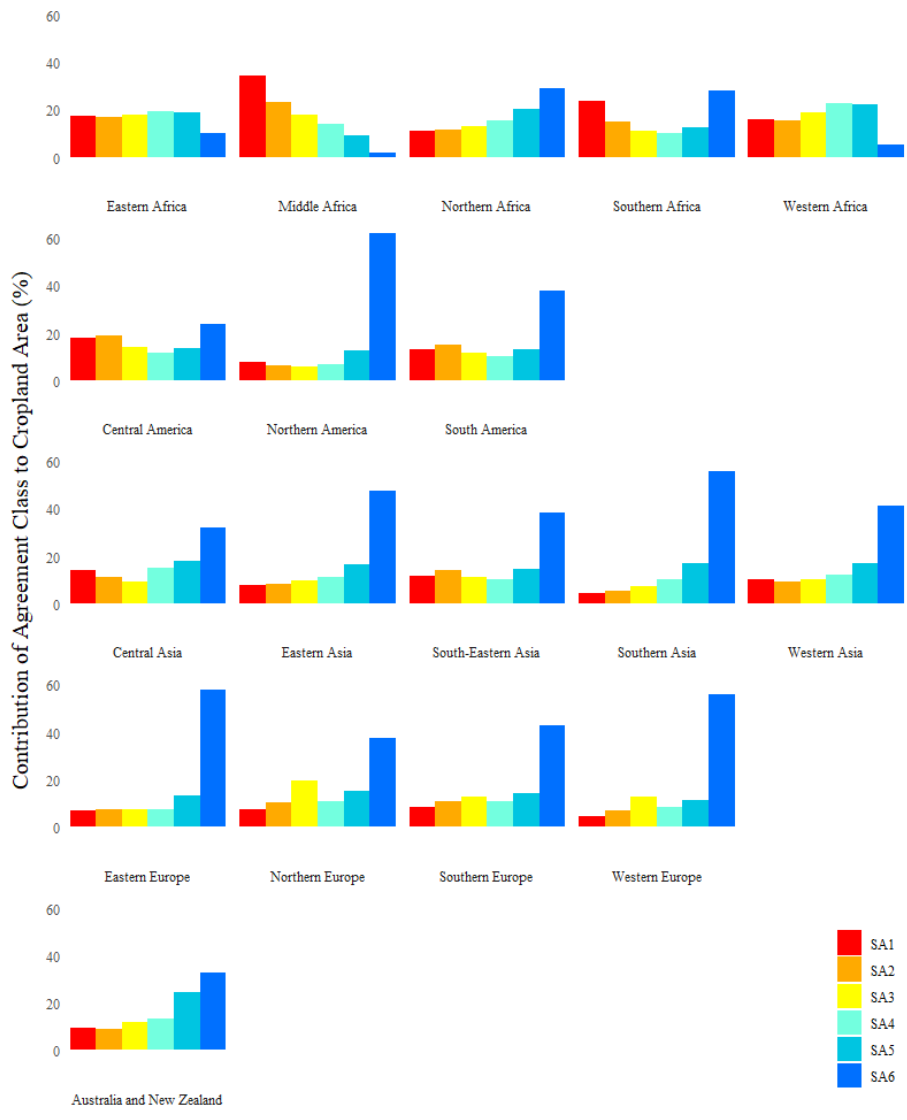 Contribution of Agreement Class to Cropland Area (%)
60
40
20
0
Eastern Africa
Middle Africa
Northern Africa
Southern Africa
Western Africa
60
40
20
0
Central America
Northern America
South America
60
40
20
0
Central Asia
Eastern Asia
South-Eastern Asia
Southern Asia
Western Asia
60
40
20
0
Eastern Europe
Northern Europe
Southern Europe
Western Europe
60
40
20
0
Australia and New Zealand
SA1
SA2
SA3
SA4
SA5
SA6